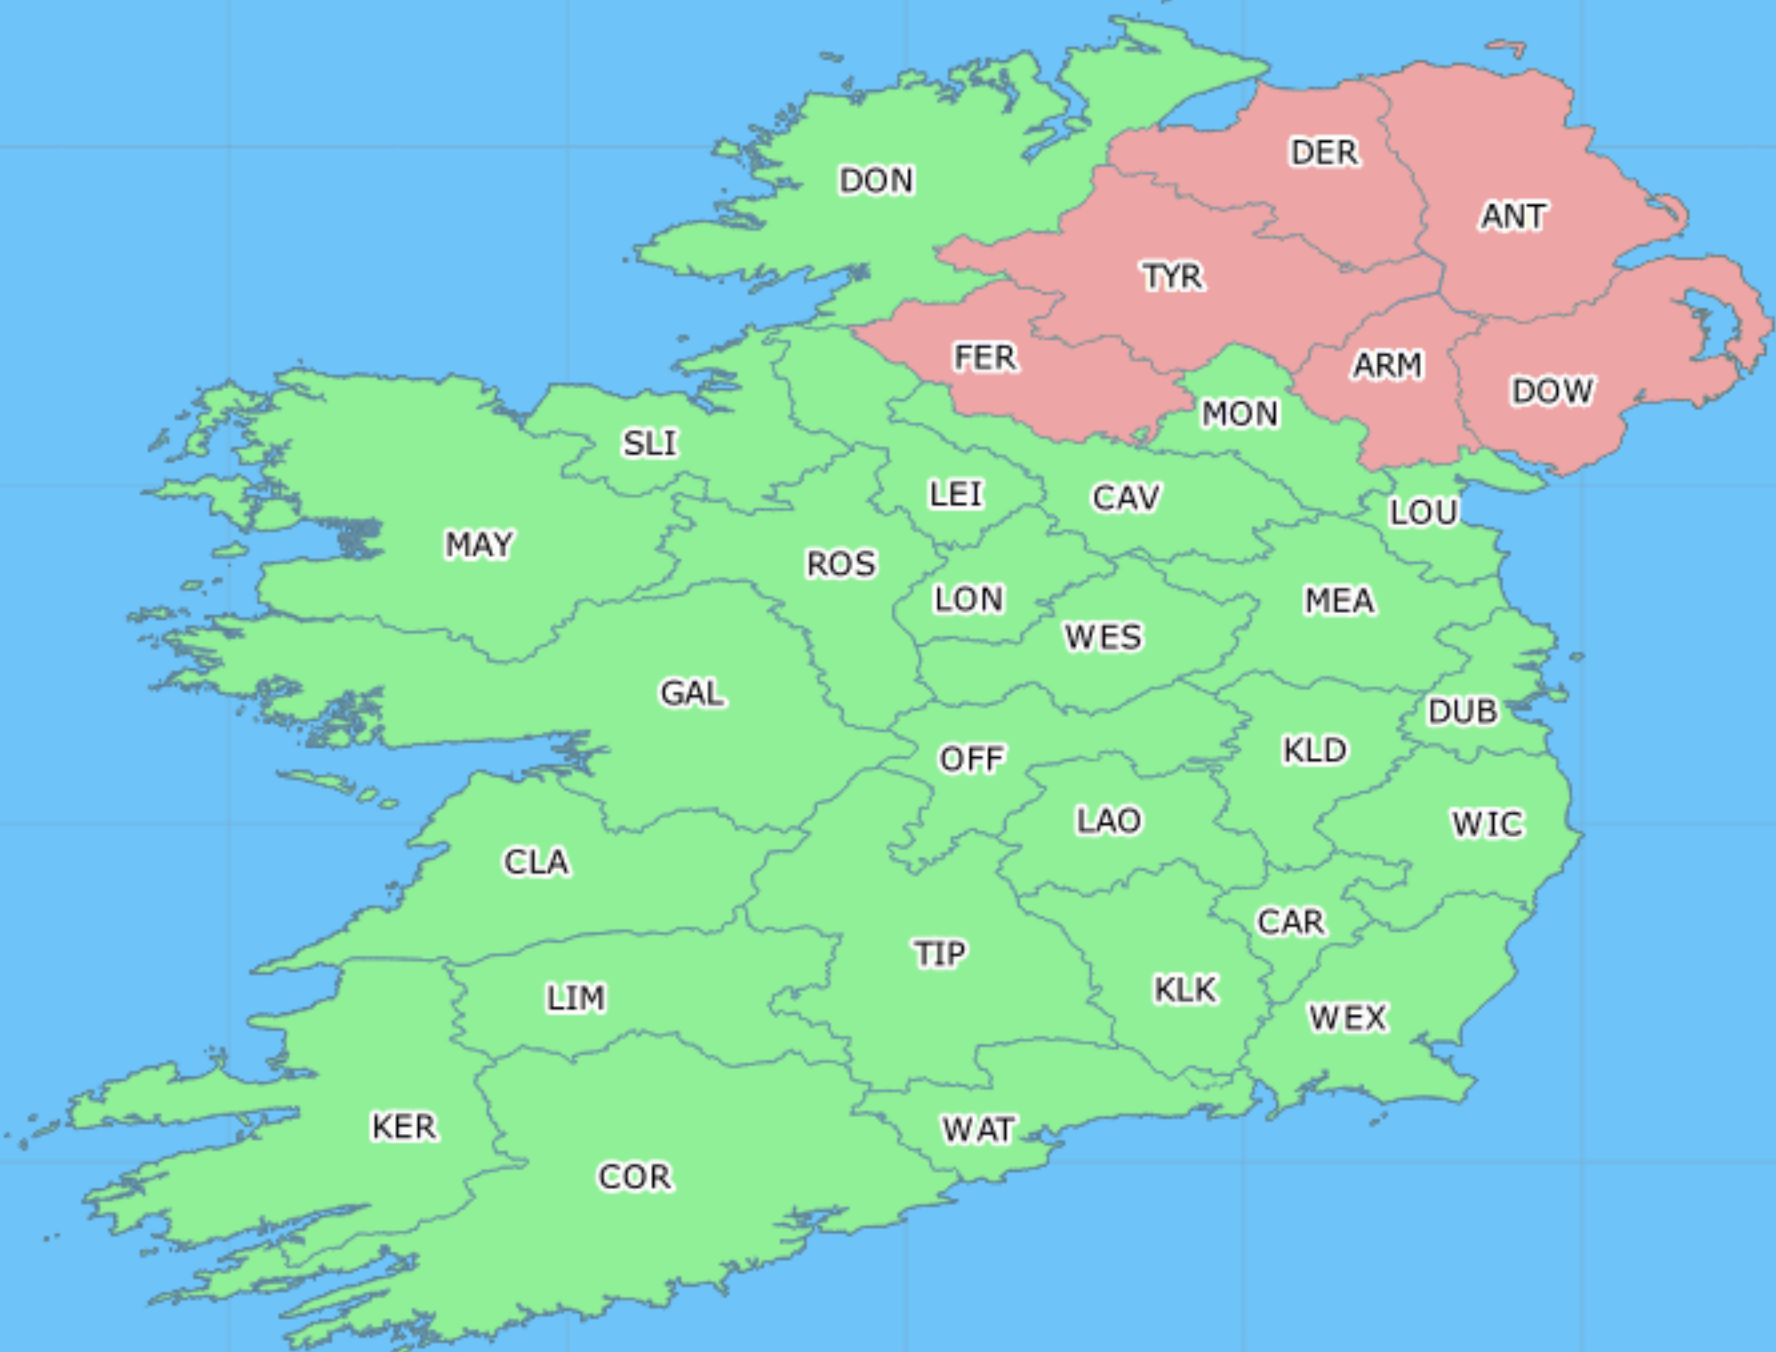 DER
DON
ANT
TYR
FER
ARM
DOW
MON
SLI
LEI
CAV
LOU
MAY
ROS
LON
MEA
WES
GAL
DUB
OFF
KLD
LAO
WIC
CLA
CAR
TIP
KLK
LIM
WEX
KER
WAT
COR